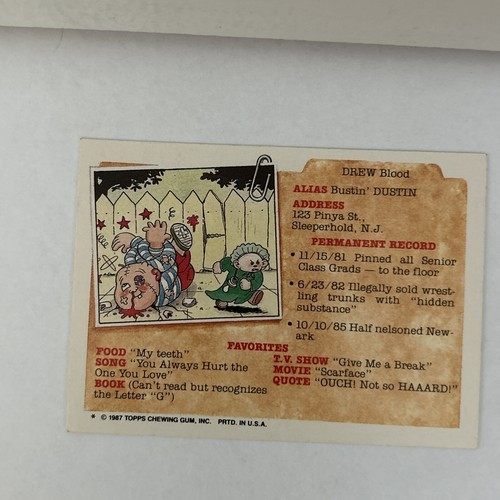 DREW Blood
ALIAS Bustin' DUSTIN
ADDRESS
123 Pinya St.,
Sleeperhold, N.J.
PERMANENT RECORD
• 11/15/81 Pinned all Senior
Class Grads — to the floor
• 6/23/82 Illegally sold wrest-
ling trunks with "hidden
substance"
• 10/10/85 Half nelsoned New-
ark
FAVORITES
FOOD "My teeth"
SONG "You Always Hurt the
One You Love"
BOOK (Can't read but recognizes
the Letter "G")
T.V. SHOW "Give Me a Break"
MOVIE "Scarface"
QUOTE "OUCH! Not so HAAARD!"
* © 1987 TOPPS CHEWING GUM, INC. PRTD. IN U.S.A.